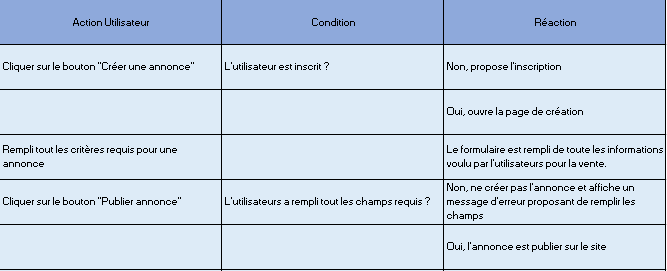 Action Utilisateur Condition Réaction
Cliquer sur le bouton "Créer une annonce" L'utilisateur est inscrit ? Non, propose l'inscription
Oui, ouvre la page de création
Rempli tout les critères requis pour une
annonce
Le formulaire est rempli de toute les informations
voulu par l'utilisateurs pour la vente.
Cliquer sur le bouton "Publier annonce" L'utilisateurs a rempli tout les champs requis ?
Non, ne créer pas l'annonce et affiche un
message d'erreur proposant de remplir les
champs
Oui, l'annonce est publier sur le site